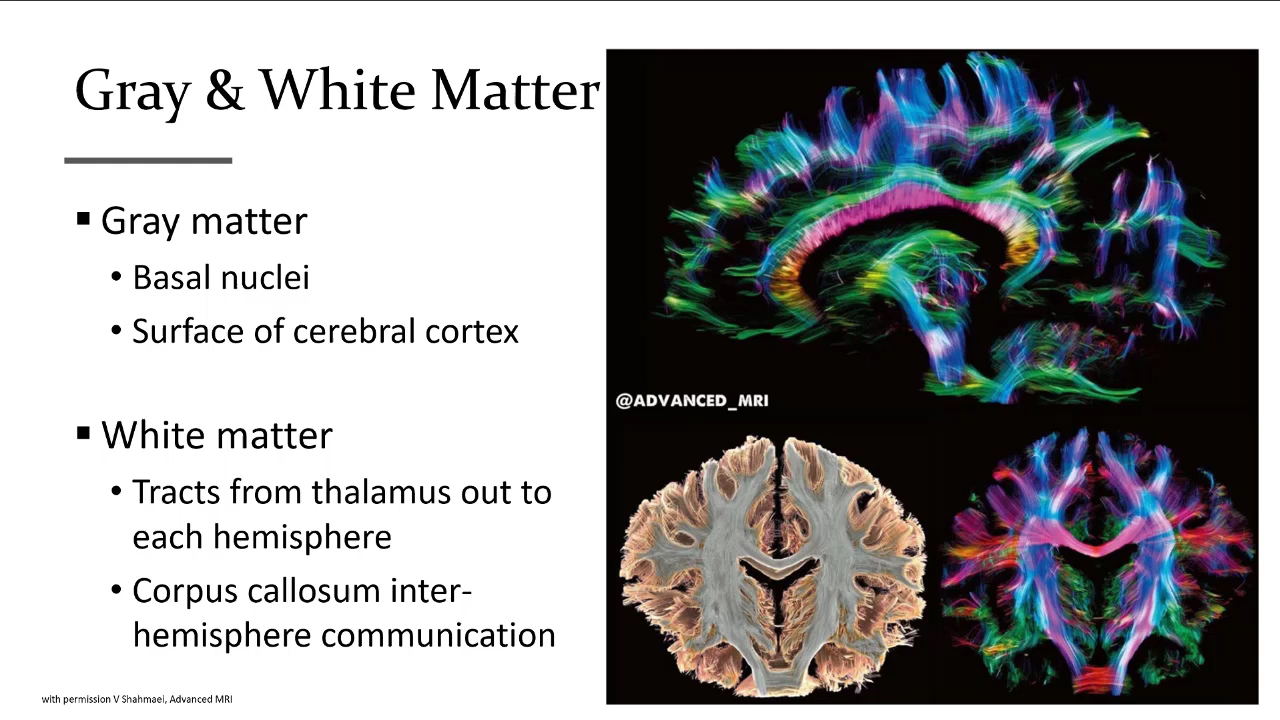 Gray & White Matter
▪ Gray matter
• Basal nuclei
• Surface of cerebral cortex
▪ White matter
• Tracts from thalamus out to
each hemisphere
• Corpus callosum inter-
hemisphere communication
with permission V Shahmaei, Advanced MRI
@ADVANCED_MRI